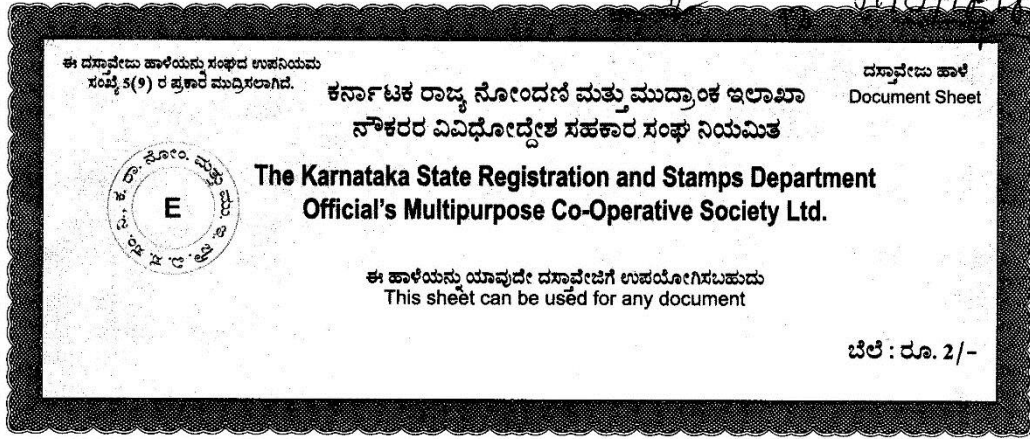 ಈ ದಸ್ತಾವೇಜು ಹಾಳೆಯನ್ನು ಸಂಘದ ಉಪನಿಯಮ
ಸಂಖ್ಯೆ 5(9) ರ ಪ್ರಕಾರ ಮುದ್ರಿಸಲಾಗಿದೆ.
ದಸ್ತಾವೇಜು ಹಾಳೆ
Document Sheet
ಕರ್ನಾಟಕ ರಾಜ್ಯ ನೋಂದಣಿ ಮತ್ತು ಮುದ್ರಾಂಕ ಇಲಾಖಾ
ನೌಕರರ ವಿವಿಧೋದ್ದೇಶ ಸಹಕಾರ ಸಂಘ ನಿಯಮಿತ
E
The Karnataka State Registration and Stamps Department
Official's Multipurpose Co-Operative Society Ltd.
ಈ ಹಾಳೆಯನ್ನು ಯಾವುದೇ ದಸ್ತಾವೇಜಿಗೆ ಉಪಯೋಗಿಸಬಹುದು
This sheet can be used for any document
ಬೆಲೆ : ರೂ. 2/-